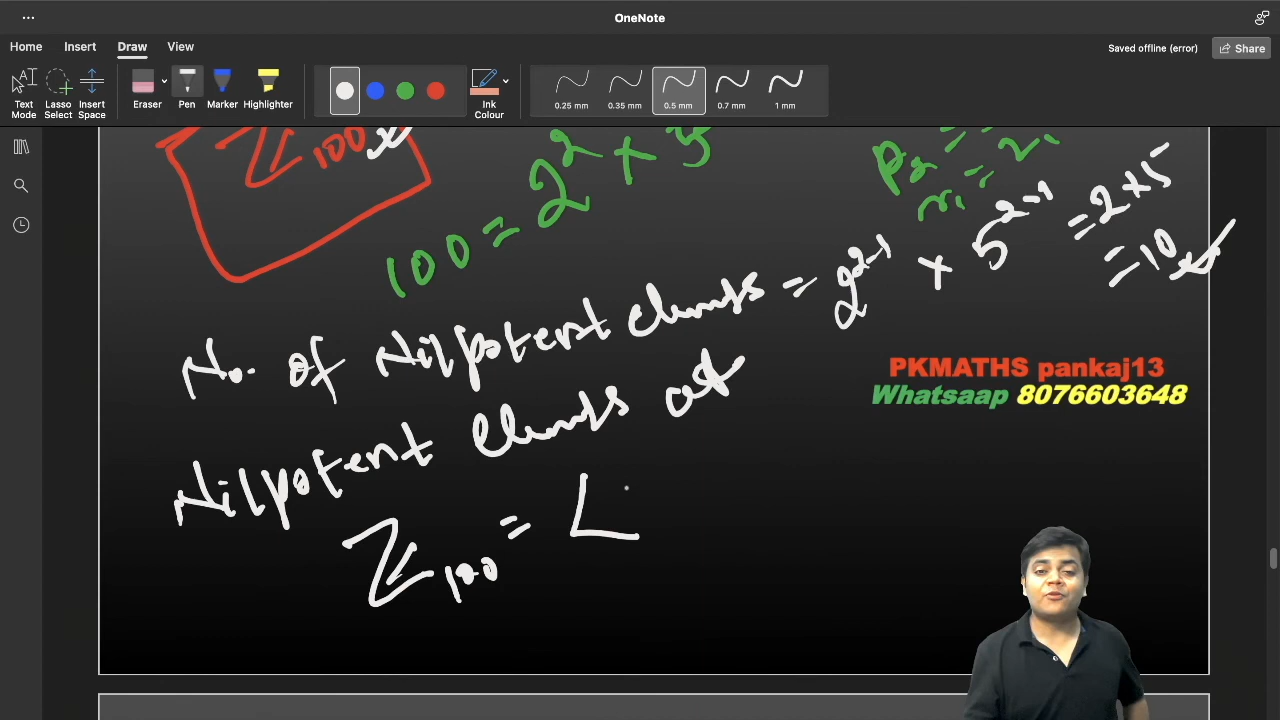 OneNote
Home Insert Draw View
Saved offline (error) Share
Text Mode Lasso Select Insert Space Eraser Pen Marker Highlighter Ink Colour 0.25 mm 0.35 mm 0.5 mm 0.7 mm 1 mm
Z100
100 = 2^2 × 5
= 2 × 5
= 10
No. of Nilpotent elements = 2^2-1 × 5^2-1
PKMATHS pankaj13
Whatsaap 8076603648
Nilpotent elements of
Z100 =